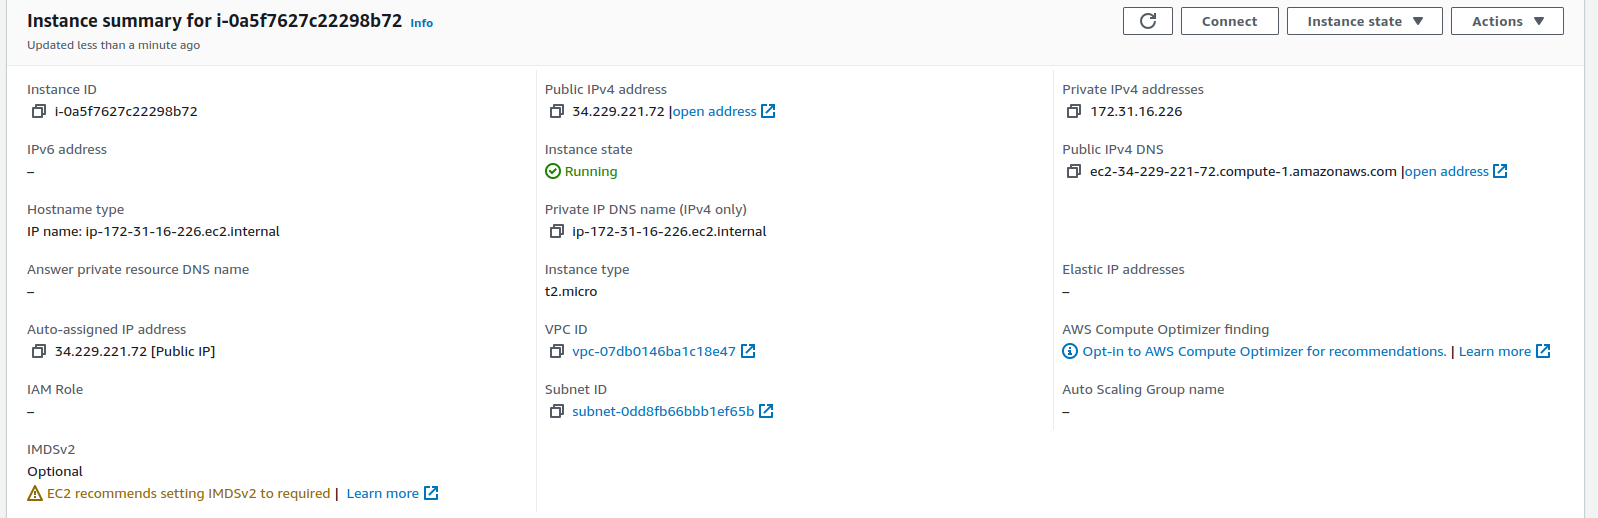 Instance summary for i-0a5f7627c22298b72 Info
Updated less than a minute ago
Connect
Instance state
Actions
Instance ID
i-0a5f7627c22298b72
Public IPv4 address
34.229.221.72 |open address
Private IPv4 addresses
172.31.16.226
IPv6 address
–
Instance state
Running
Public IPv4 DNS
ec2-34-229-221-72.compute-1.amazonaws.com |open address
Hostname type
IP name: ip-172-31-16-226.ec2.internal
Private IP DNS name (IPv4 only)
ip-172-31-16-226.ec2.internal
Answer private resource DNS name
–
Instance type
t2.micro
Elastic IP addresses
–
Auto-assigned IP address
34.229.221.72 [Public IP]
VPC ID
vpc-07db0146ba1c18e47
AWS Compute Optimizer finding
Opt-in to AWS Compute Optimizer for recommendations. | Learn more
IAM Role
–
Subnet ID
subnet-0dd8fb66bbb1ef65b
Auto Scaling Group name
–
IMDSv2
Optional
EC2 recommends setting IMDSv2 to required | Learn more